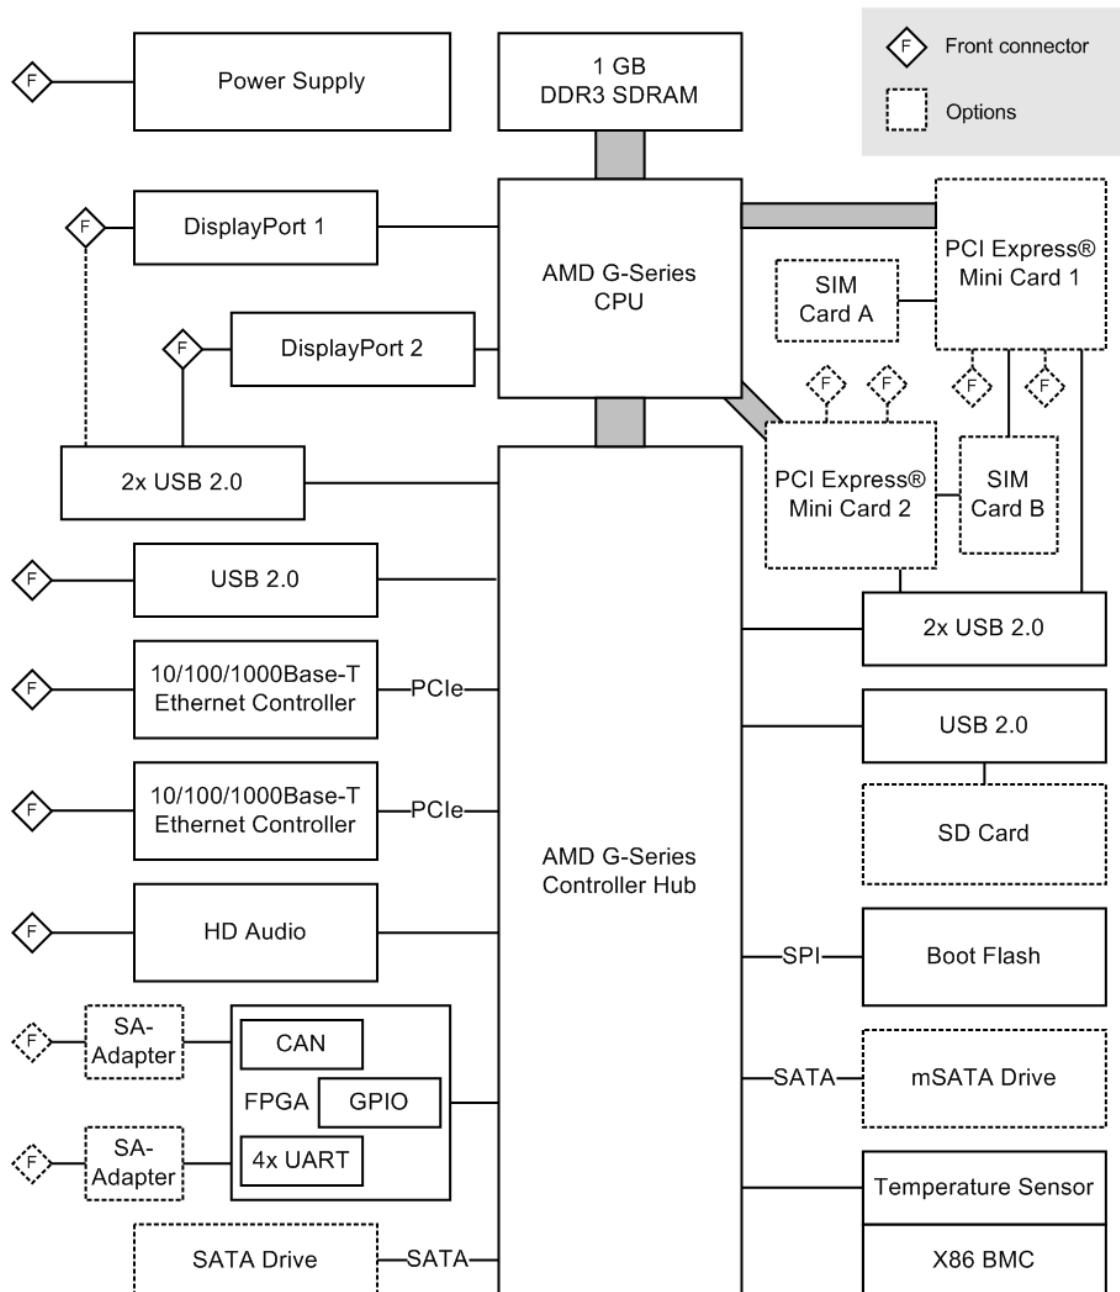 F
Power Supply
1 GB
DDR3 SDRAM
F
Front connector
Options
F
DisplayPort 1
AMD G-Series
CPU
PCI Express®
Mini Card 1
SIM
Card A
F
DisplayPort 2
F
F
F
F
2x USB 2.0
PCI Express®
Mini Card 2
SIM
Card B
F
USB 2.0
2x USB 2.0
F
10/100/1000Base-T
Ethernet Controller
PCIe
USB 2.0
F
10/100/1000Base-T
Ethernet Controller
PCIe
SD Card
AMD G-Series
Controller Hub
F
HD Audio
SPI
Boot Flash
F
SA-
Adapter
CAN
FPGA
GPIO
SATA
mSATA Drive
F
SA-
Adapter
4x UART
Temperature Sensor
SATA Drive
SATA
X86 BMC